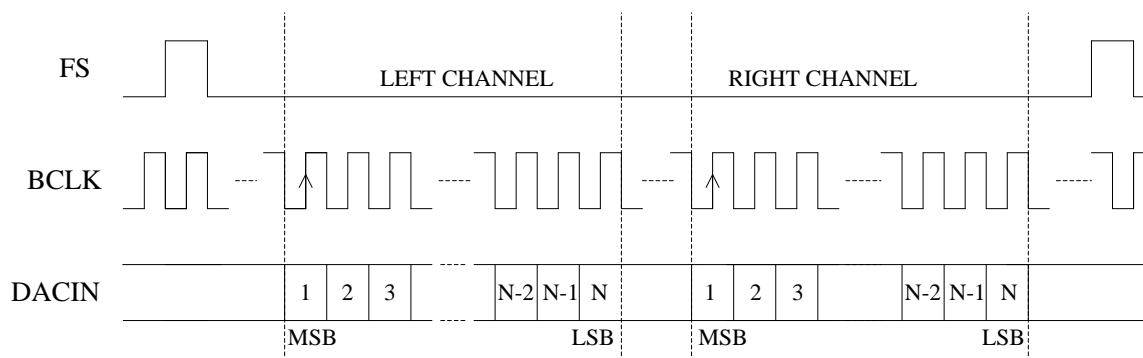 FS
LEFT CHANNEL RIGHT CHANNEL
BCLK
DACIN 1 2 3 N-2 N-1 N 1 2 3 N-2 N-1 N
MSB LSB MSB LSB